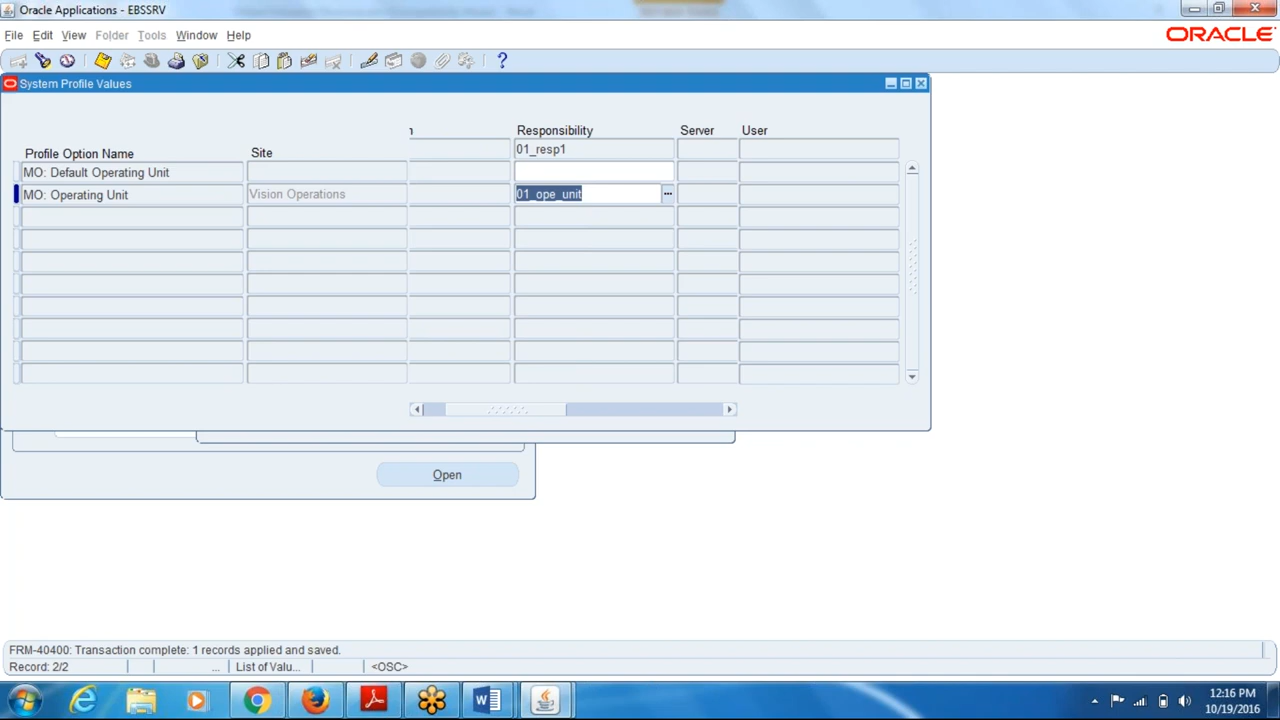 Oracle Applications - EBSSRV
File Edit View Folder Tools Window Help
ORACLE
System Profile Values
Responsibility Server User
Profile Option Name Site 01_resp1
MO: Default Operating Unit
MO: Operating Unit Vision Operations 01_ope_unit
Open
FRM-40400: Transaction complete: 1 records applied and saved.
Record: 2/2 ... List of Valu... <OSC>
12:16 PM
10/19/2016